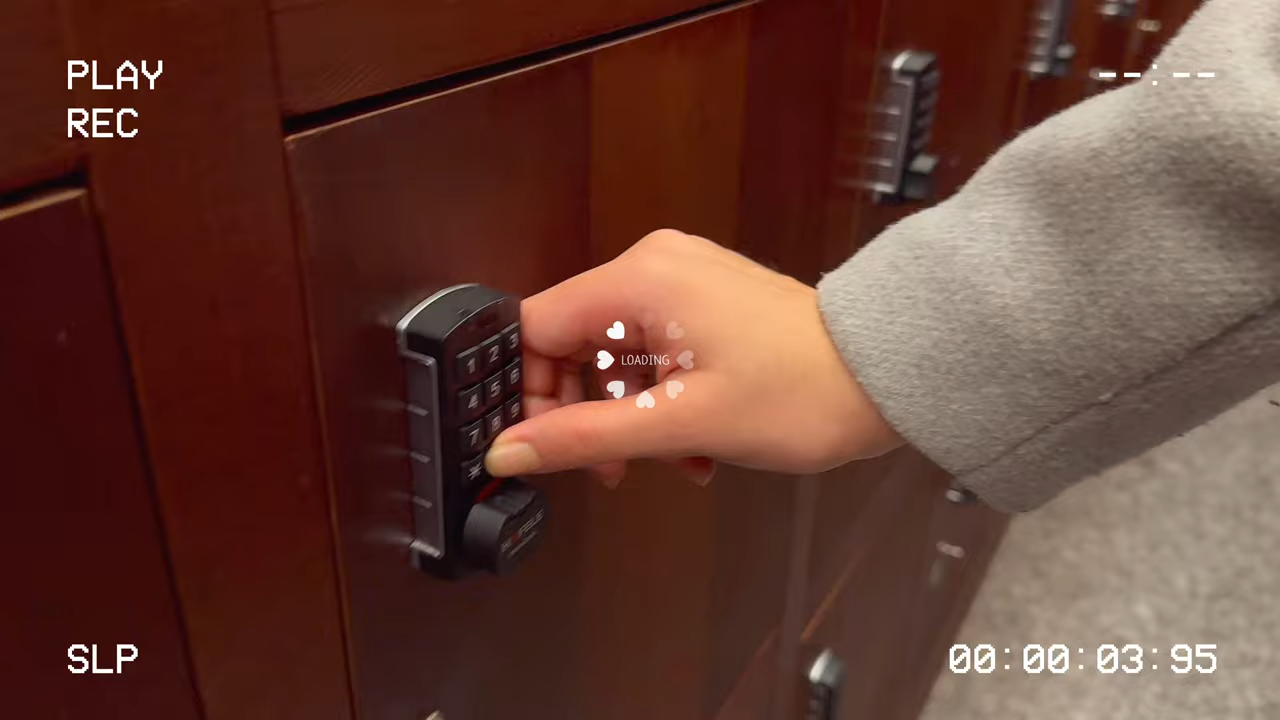 PLAY
REC
--:--
LOADING
1 2 3
4 5 6
7 8 9
*
SLP
00:00:03:95